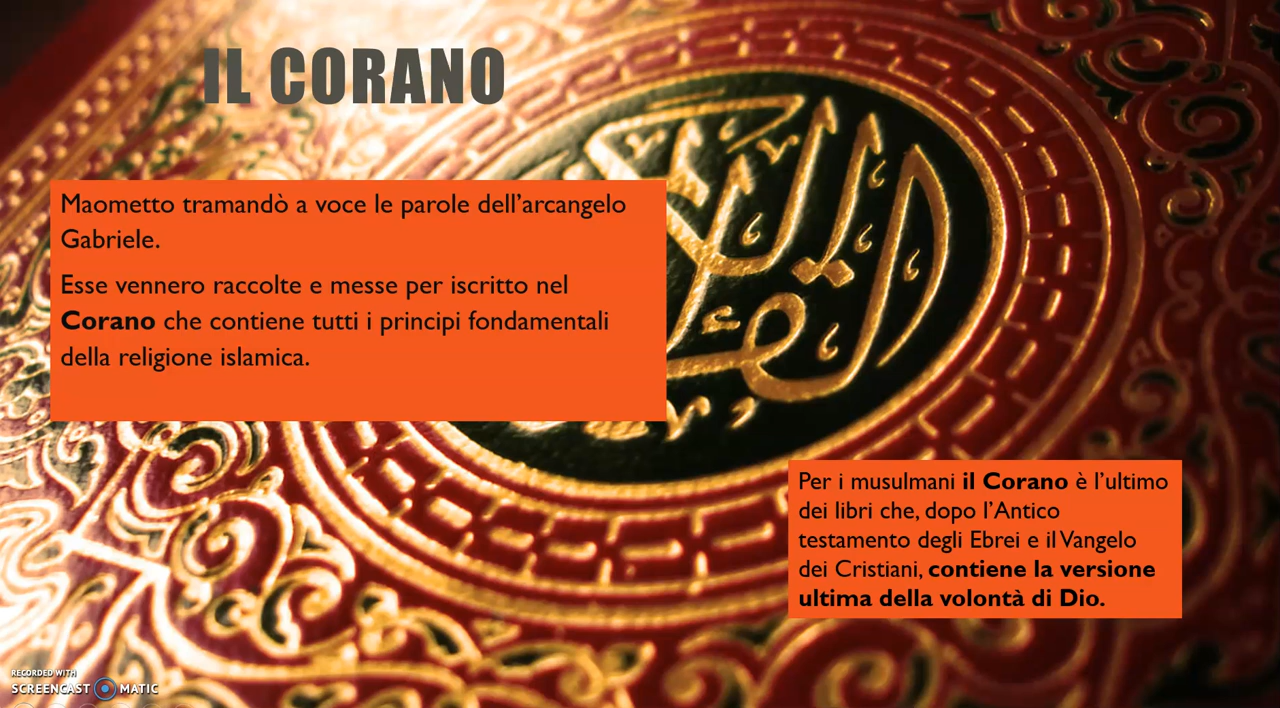 IL CORANO
Maometto tramandò a voce le parole dell’arcangelo
Gabriele.
Esse vennero raccolte e messe per iscritto nel
Corano che contiene tutti i principi fondamentali
della religione islamica.
Per i musulmani il Corano è l’ultimo
dei libri che, dopo l’Antico
testamento degli Ebrei e il Vangelo
dei Cristiani, contiene la versione
ultima della volontà di Dio.
RECORDED WITH
SCREENCAST MATIC